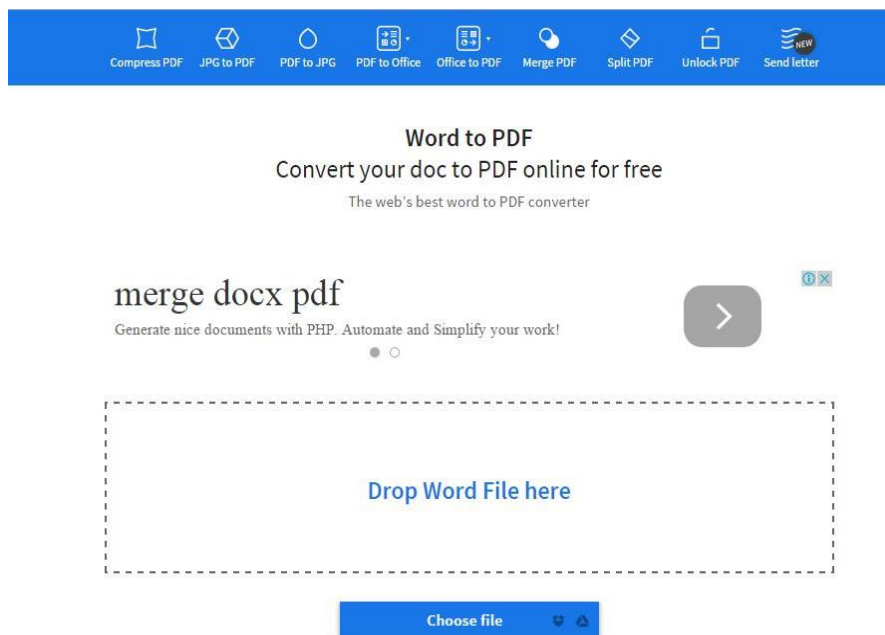 Compress PDF JPG to PDF PDF to JPG PDF to Office Office to PDF Merge PDF Split PDF Unlock PDF Send letter NEW
Word to PDF
Convert your doc to PDF online for free
The web's best word to PDF converter
merge docx pdf
Generate nice documents with PHP. Automate and Simplify your work!
Drop Word File here
Choose file